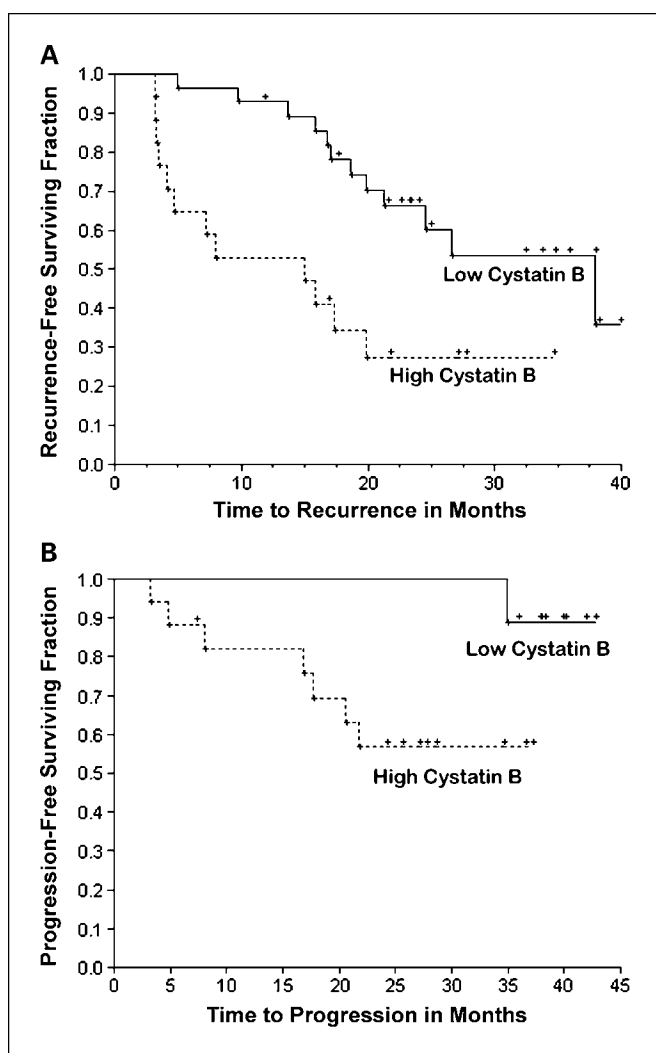 A
Recurrence-Free Surviving Fraction
1.0
0.9
0.8
0.7
0.6
0.5
0.4
0.3
0.2
0.1
0.0
Low Cystatin B
High Cystatin B
0 10 20 30 40
Time to Recurrence in Months
B
Progression-Free Surviving Fraction
1.0
0.9
0.8
0.7
0.6
0.5
0.4
0.3
0.2
0.1
0.0
Low Cystatin B
High Cystatin B
0 5 10 15 20 25 30 35 40 45
Time to Progression in Months